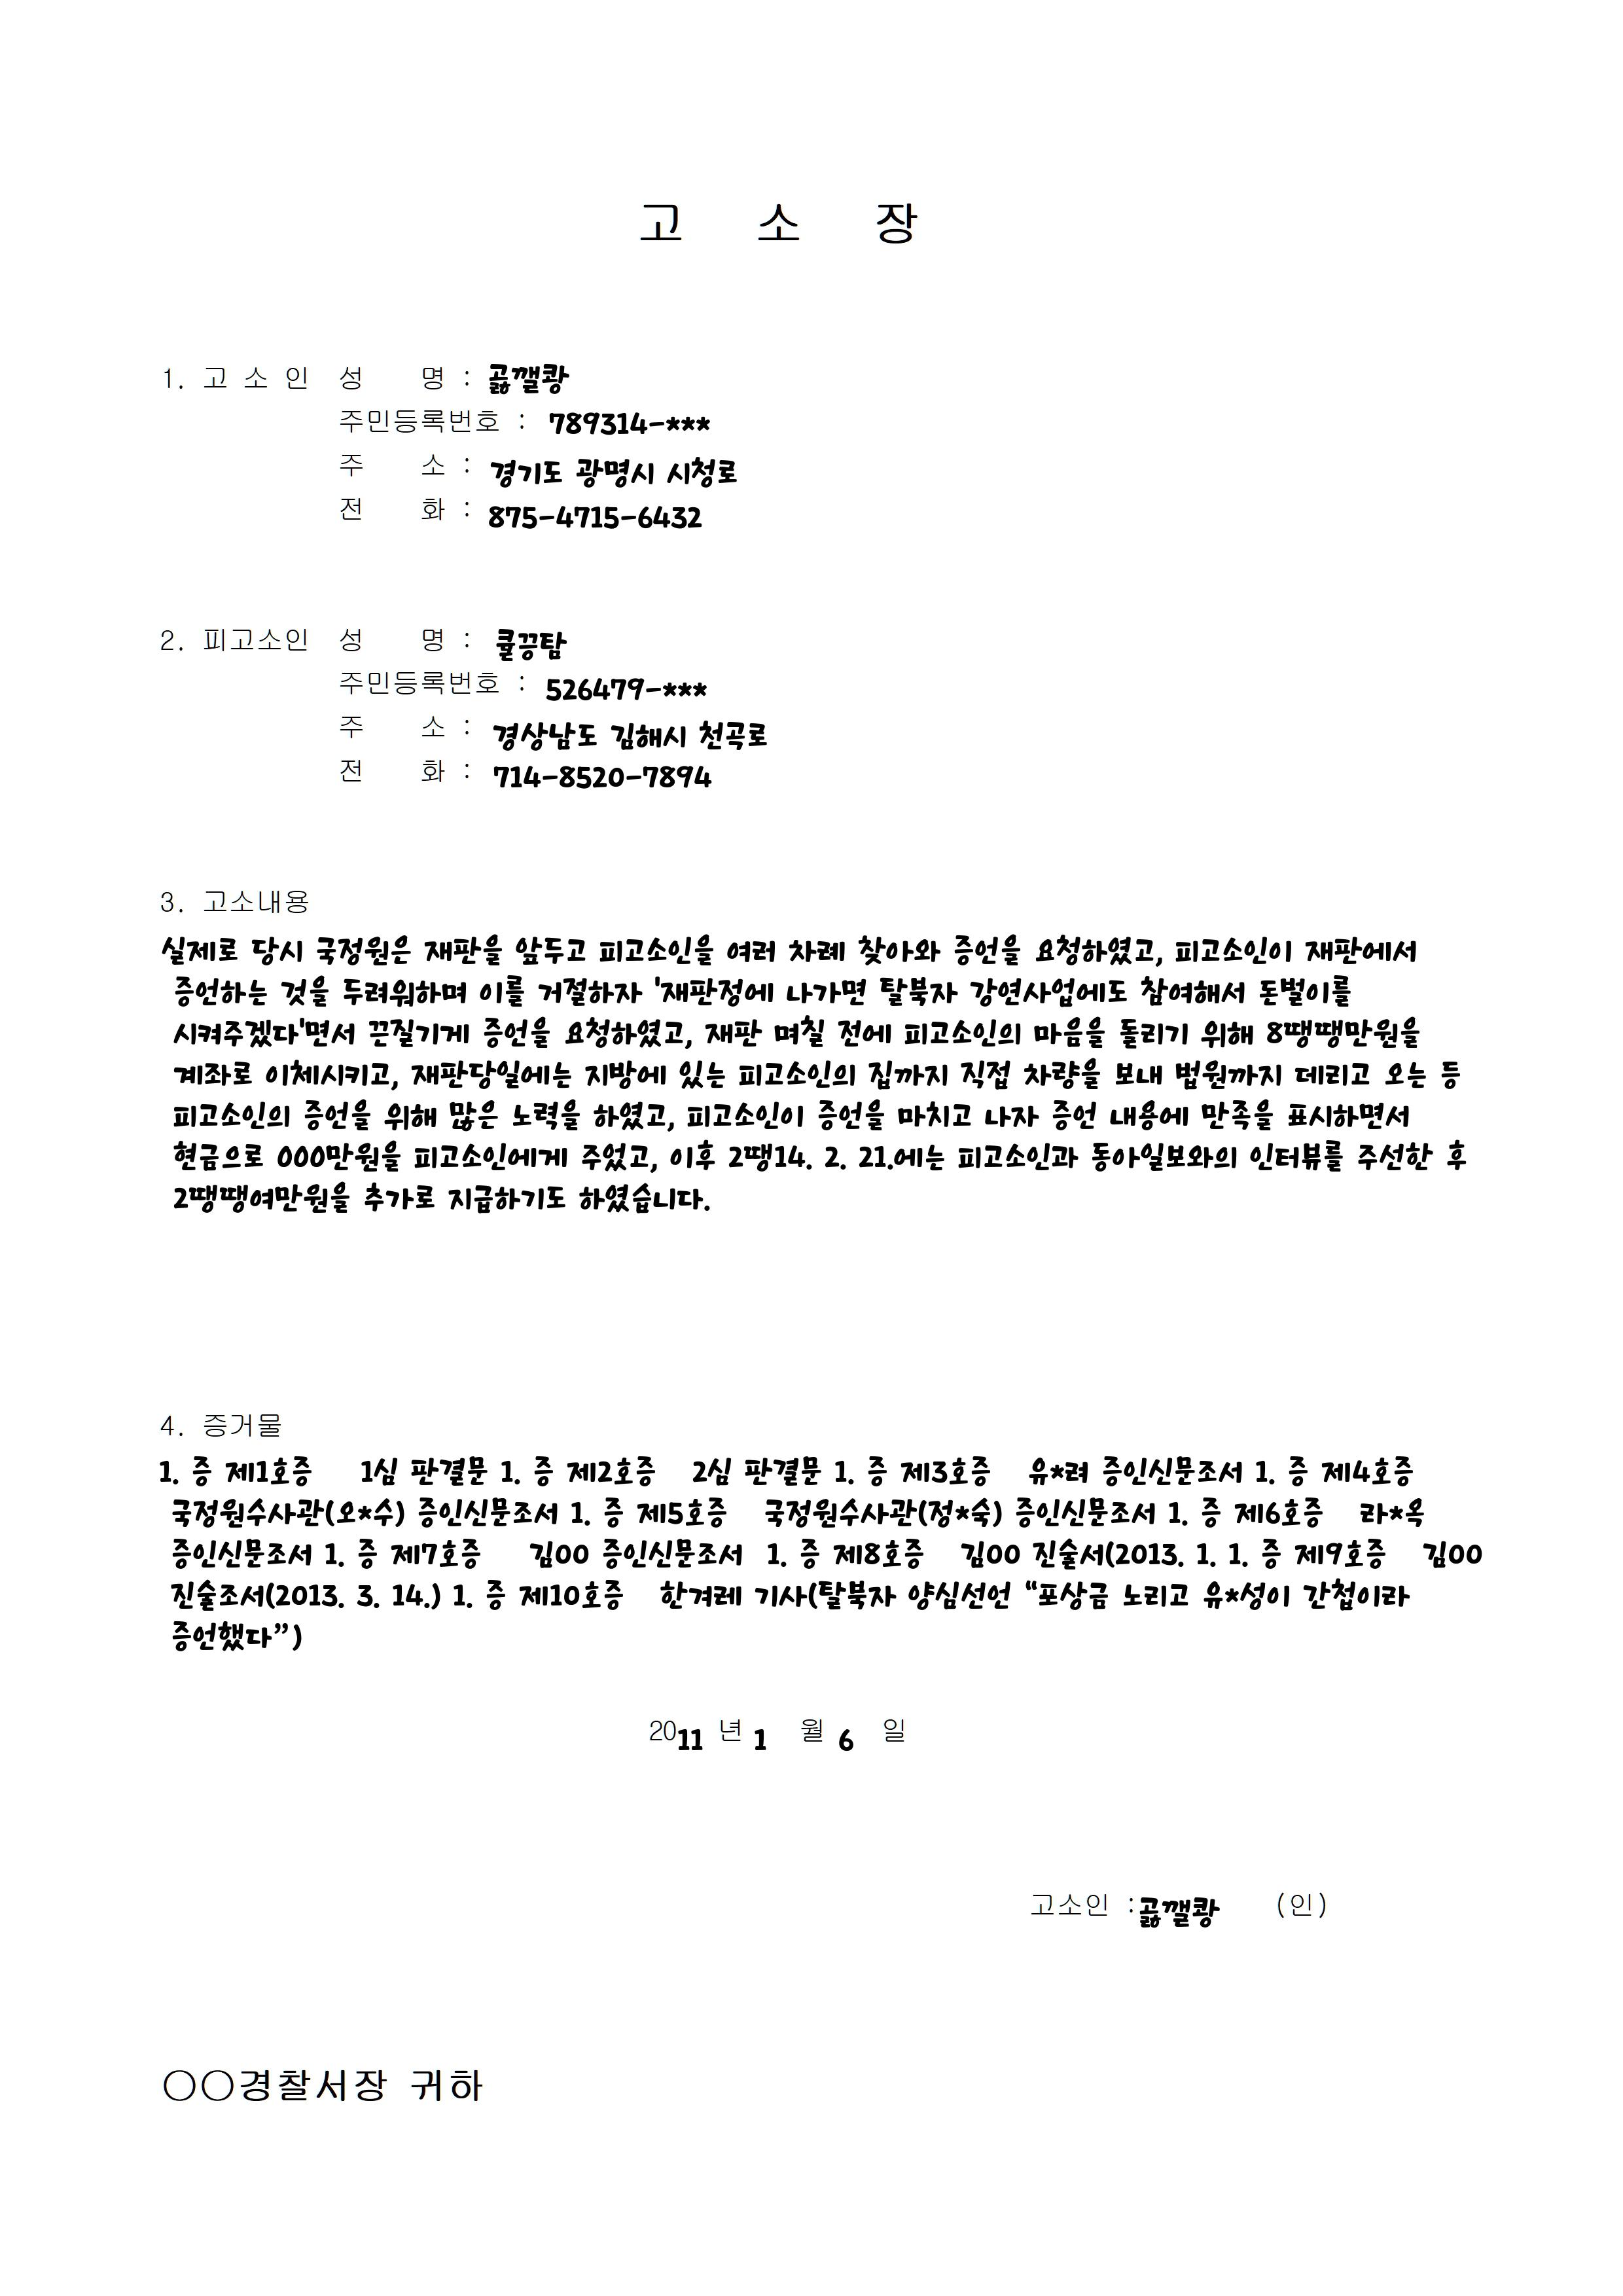 고 소 장
1. 고 소 인 성 명 : 곯깰쾅
주민등록번호 : 789314-***
주 소 : 경기도 광명시 시청로
전 화 : 875-4715-6432
2. 피고소인 성 명 : 큘끙탐
주민등록번호 : 526479-***
주 소 : 경상남도 김해시 천곡로
전 화 : 714-8520-7894
3. 고소내용
실제로 당시 국정원은 재판을 앞두고 피고소인을 여러 차례 찾아와 증언을 요청하였고, 피고소인이 재판에서
증언하는 것을 두려워하며 이를 거절하자 '재판정에 나가면 탈북자 강연사업에도 참여해서 돈벌이를
시켜주겠다'면서 끈질기게 증언을 요청하였고, 재판 며칠 전에 피고소인의 마음을 돌리기 위해 8땡땡만원을
계좌로 이체시키고, 재판당일에는 지방에 있는 피고소인의 집까지 직접 차량을 보내 법원까지 데리고 오는 등
피고소인의 증언을 위해 많은 노력을 하였고, 피고소인이 증언을 마치고 나자 증언 내용에 만족을 표시하면서
현금으로 000만원을 피고소인에게 주었고, 이후 2땡14. 2. 21.에는 피고소인과 동아일보와의 인터뷰를 주선한 후
2땡땡여만원을 추가로 지급하기도 하였습니다.
4. 증거물
1. 증 제1호증 1심 판결문 1. 증 제2호증 2심 판결문 1. 증 제3호증 유*려 증인신문조서 1. 증 제4호증
국정원수사관(오*수) 증인신문조서 1. 증 제5호증 국정원수사관(정*숙) 증인신문조서 1. 증 제6호증 라*옥
증인신문조서 1. 증 제7호증 김00 증인신문조서 1. 증 제8호증 김00 진술서(2013. 1. 1. 증 제9호증 김00
진술조서(2013. 3. 14.) 1. 증 제10호증 한겨레 기사(탈북자 양심선언 “포상금 노리고 유*성이 간첩이라
증언했다”)
2011 년 1 월 6 일
고소인 :곯깰쾅 (인)
○○경찰서장 귀하